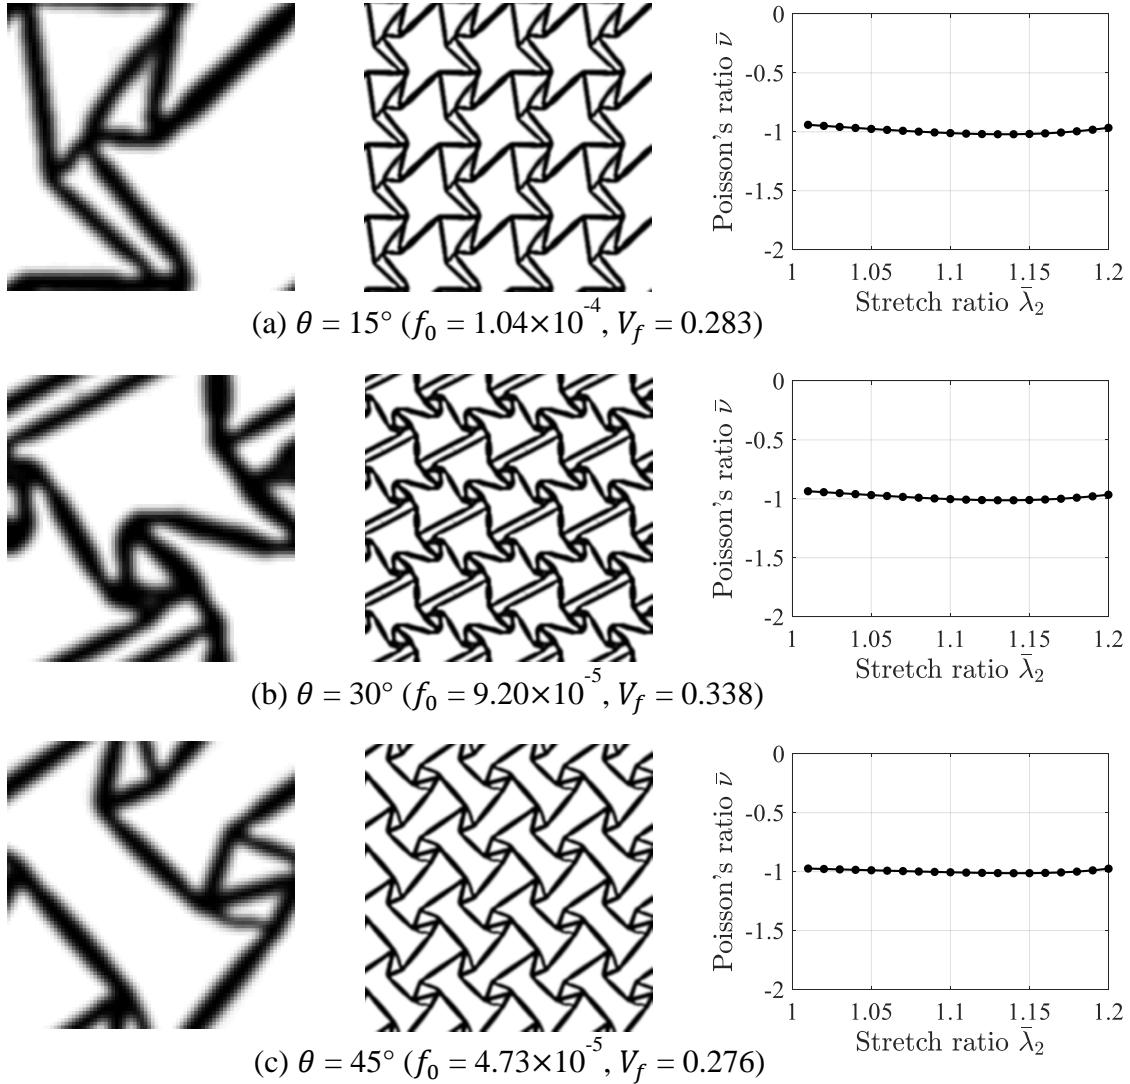 0
-0.5
-1
-1.5
-2
Poisson's ratio ν̄
1 1.05 1.1 1.15 1.2
Stretch ratio λ̄₂
(a) θ = 15° (f₀ = 1.04×10⁻⁴, V_f = 0.283)
0
-0.5
-1
-1.5
-2
Poisson's ratio ν̄
1 1.05 1.1 1.15 1.2
Stretch ratio λ̄₂
(b) θ = 30° (f₀ = 9.20×10⁻⁵, V_f = 0.338)
0
-0.5
-1
-1.5
-2
Poisson's ratio ν̄
1 1.05 1.1 1.15 1.2
Stretch ratio λ̄₂
(c) θ = 45° (f₀ = 4.73×10⁻⁵, V_f = 0.276)